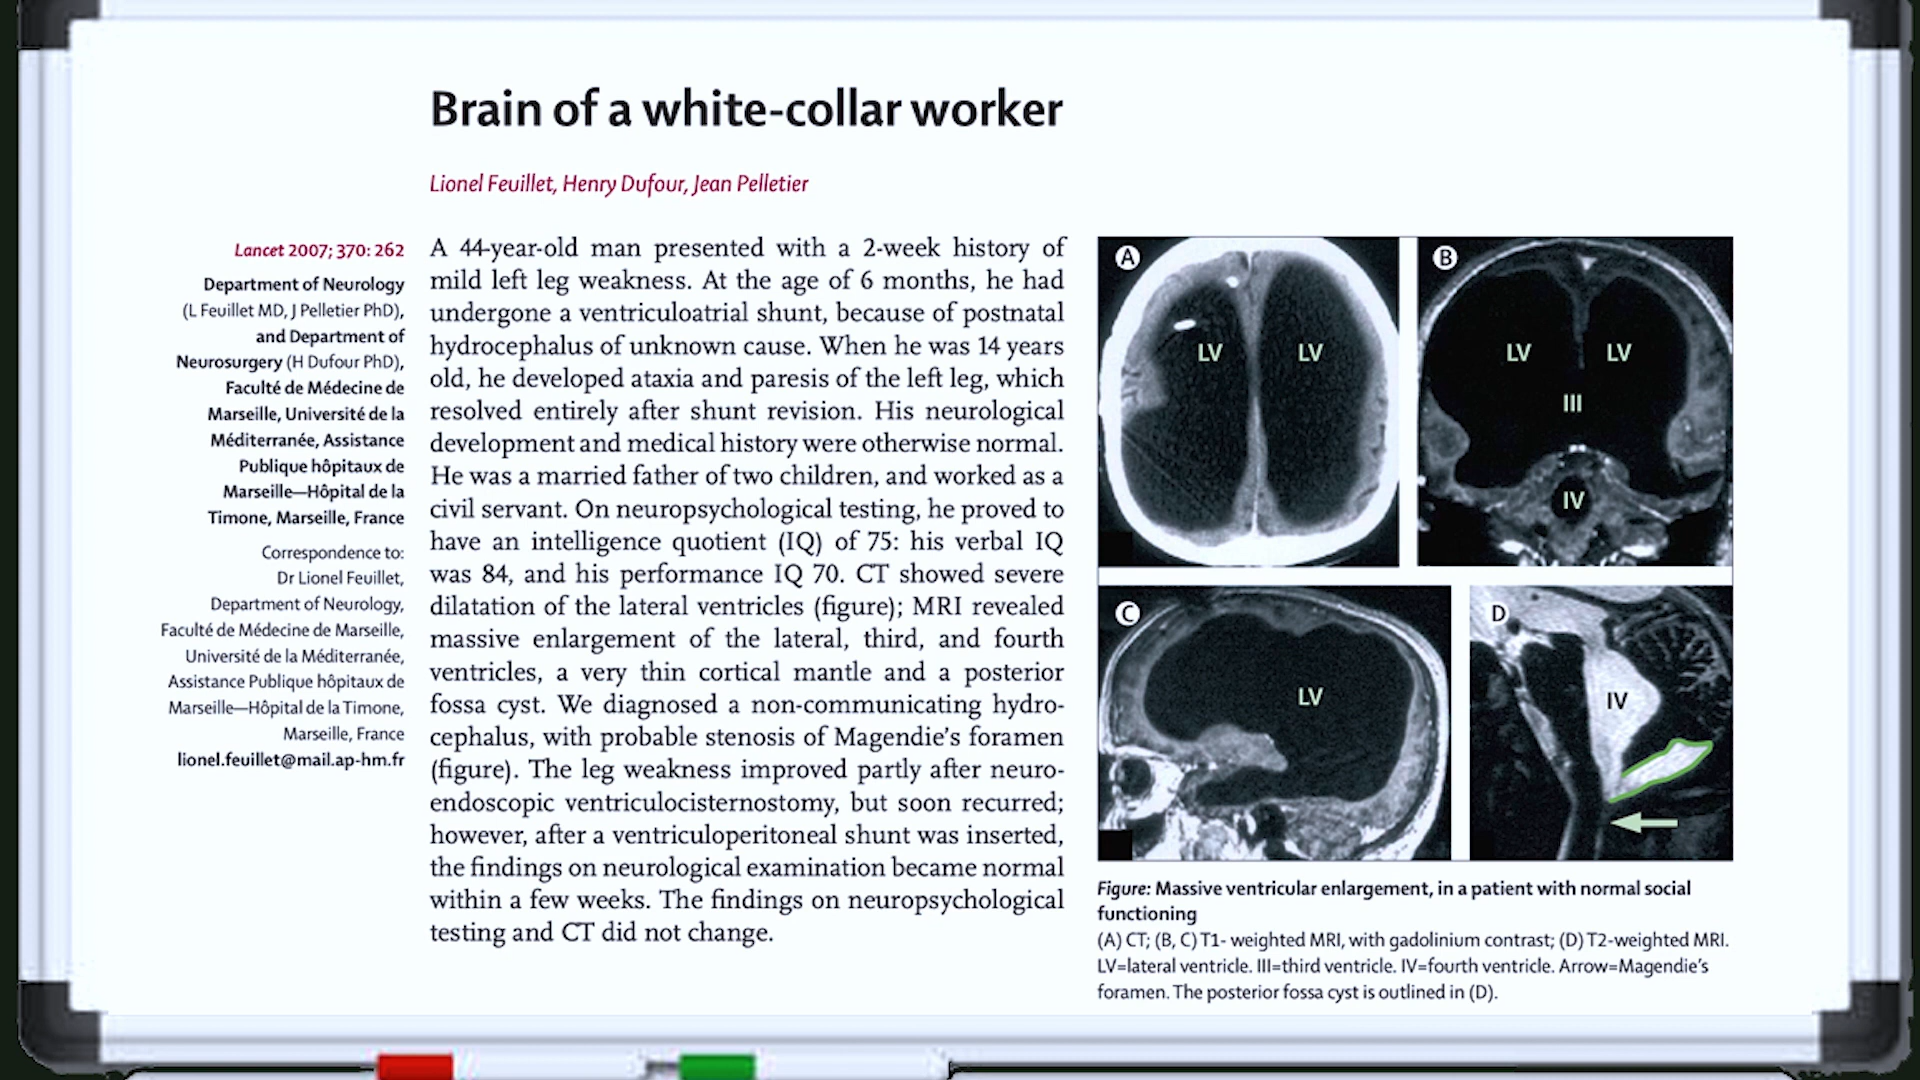 Brain of a white-collar worker
Lionel Feuillet, Henry Dufour, Jean Pelletier
Lancet 2007; 370: 262
Department of Neurology
(L Feuillet MD, J Pelletier PhD),
and Department of
Neurosurgery (H Dufour PhD),
Faculté de Médecine de
Marseille, Université de la
Méditerranée, Assistance
Publique hôpitaux de
Marseille—Hôpital de la
Timone, Marseille, France
Correspondence to:
Dr Lionel Feuillet,
Department of Neurology,
Faculté de Médecine de Marseille,
Université de la Méditerranée,
Assistance Publique hôpitaux de
Marseille—Hôpital de la Timone,
Marseille, France
lionel.feuillet@mail.ap-hm.fr
A 44-year-old man presented with a 2-week history of
mild left leg weakness. At the age of 6 months, he had
undergone a ventriculoatrial shunt, because of postnatal
hydrocephalus of unknown cause. When he was 14 years
old, he developed ataxia and paresis of the left leg, which
resolved entirely after shunt revision. His neurological
development and medical history were otherwise normal.
He was a married father of two children, and worked as a
civil servant. On neuropsychological testing, he proved to
have an intelligence quotient (IQ) of 75: his verbal IQ
was 84, and his performance IQ 70. CT showed severe
dilatation of the lateral ventricles (figure); MRI revealed
massive enlargement of the lateral, third, and fourth
ventricles, a very thin cortical mantle and a posterior
fossa cyst. We diagnosed a non-communicating hydro-
cephalus, with probable stenosis of Magendie's foramen
(figure). The leg weakness improved partly after neuro-
endoscopic ventriculocisternostomy, but soon recurred;
however, after a ventriculoperitoneal shunt was inserted,
the findings on neurological examination became normal
within a few weeks. The findings on neuropsychological
testing and CT did not change.
A
LV LV
B
LV LV
III
IV
C
LV
D
IV
Figure: Massive ventricular enlargement, in a patient with normal social
functioning
(A) CT; (B, C) T1- weighted MRI, with gadolinium contrast; (D) T2-weighted MRI.
LV=lateral ventricle. III=third ventricle. IV=fourth ventricle. Arrow=Magendie's
foramen. The posterior fossa cyst is outlined in (D).